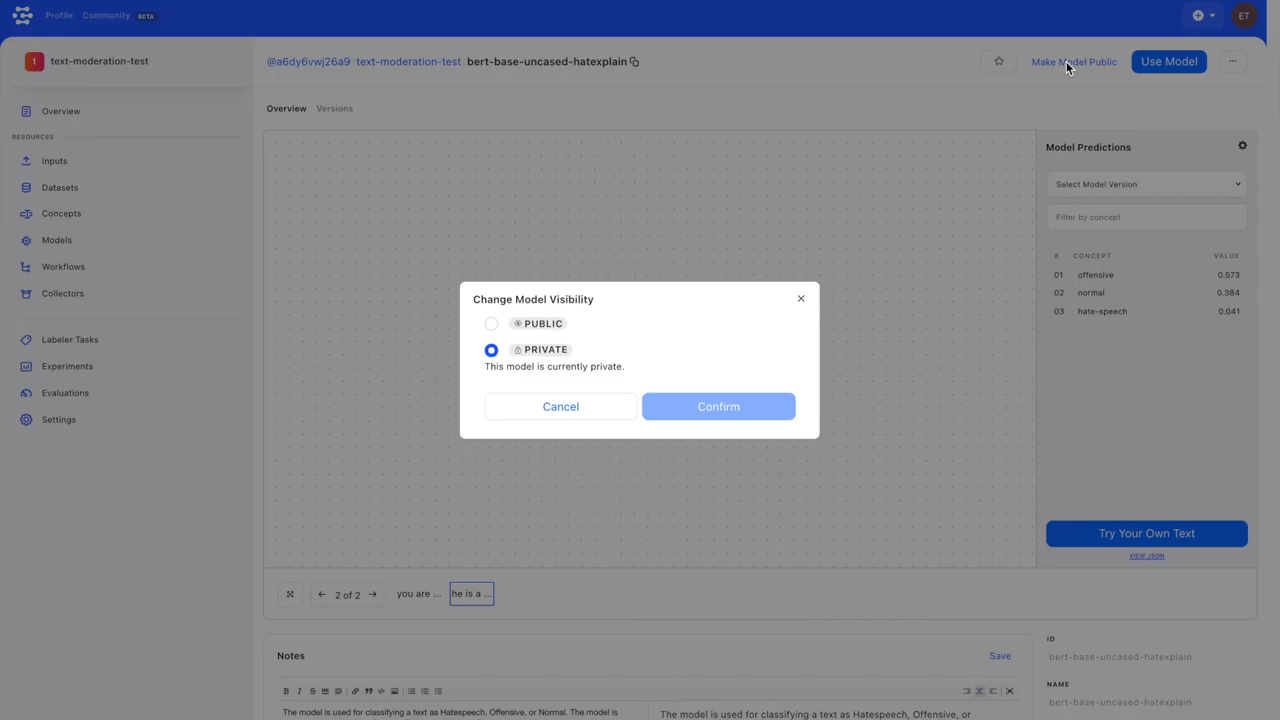 Profile
Community BETA
ET
text-moderation-test
@a6dy6vwj26a9 / text-moderation-test bert-base-uncased-hatexplain
Make Model Public
Use Model
...
Overview
RESOURCES
Inputs
Datasets
Concepts
Models
Workflows
Collectors
Labeler Tasks
Experiments
Evaluations
Settings
Overview
Versions
Model Predictions
Select Model Version
Filter by concept
# CONCEPT VALUE
01 offensive 0.573
02 normal 0.384
03 hate-speech 0.041
Try Your Own Text
VIEW JSON
Change Model Visibility
PUBLIC
PRIVATE
This model is currently private.
Cancel
Confirm
2 of 2
you are ...
he is a ...
Notes
Save
The model is used for classifying a text as Hatespeech, Offensive, or Normal. The model is
The model is used for classifying a text as Hatespeech, Offensive, or
ID
bert-base-uncased-hatexplain
NAME
bert-base-uncased-hatexplain